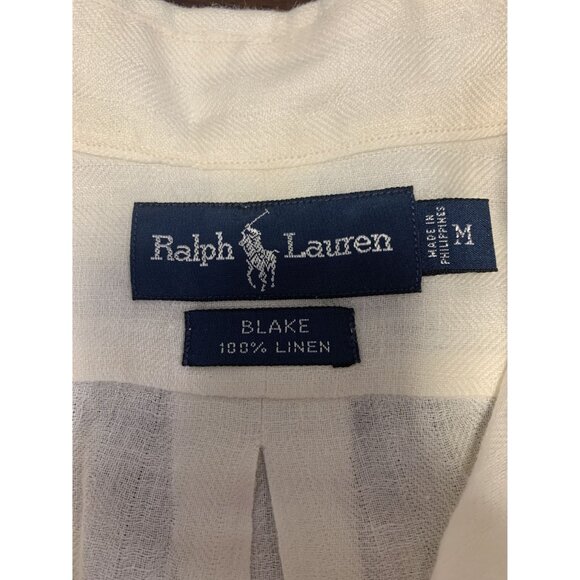 Ralph Lauren
MADE IN
PHILIPPINES
M
BLAKE
100% LINEN